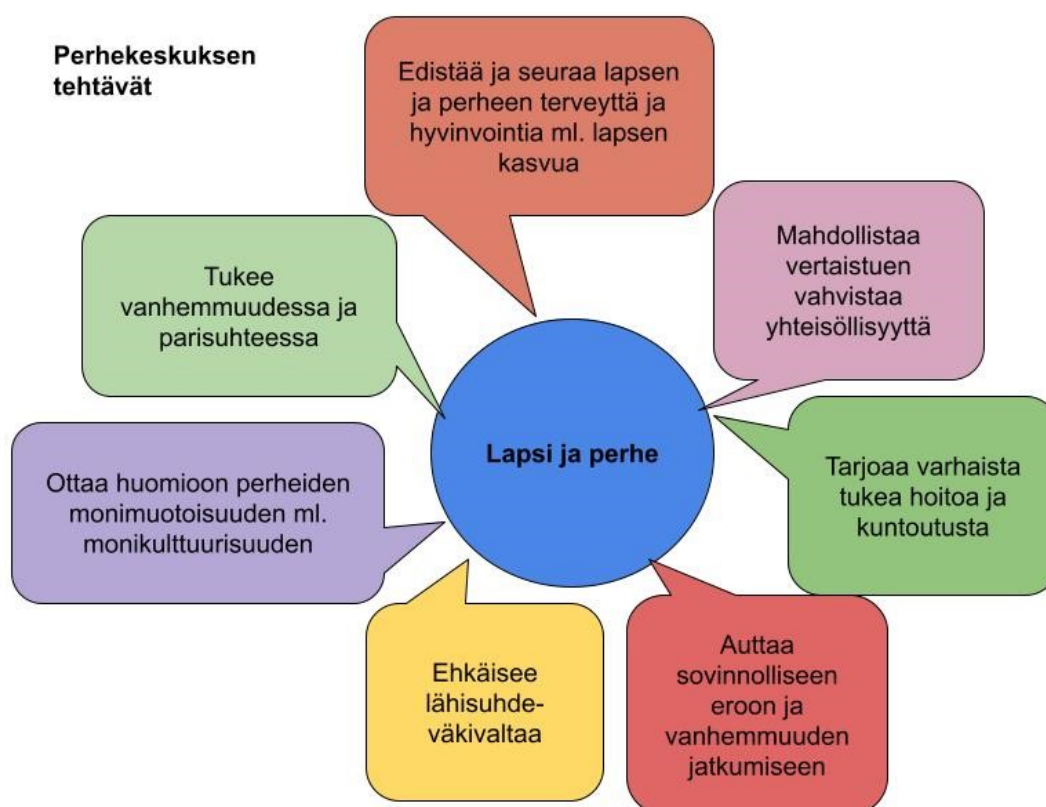 Perhekeskuksen
tehtävät
Edistää ja seuraa lapsen
ja perheen terveyttä ja
hyvinvointia ml. lapsen
kasvua
Mahdollistaa
vertaistuen
vahvistaa
yhteisöllisyyttä
Tukee
vanhemmuudessa ja
parisuhteessa
Lapsi ja perhe
Tarjoaa varhaista
tukea hoitoa ja
kuntoutusta
Ottaa huomioon perheiden
monimuotoisuuden ml.
monikulttuurisuuden
Ehkäisee
lähisuhde-
väkivaltaa
Auttaa
sovinnolliseen
eroon ja
vanhemmuuden
jatkumiseen